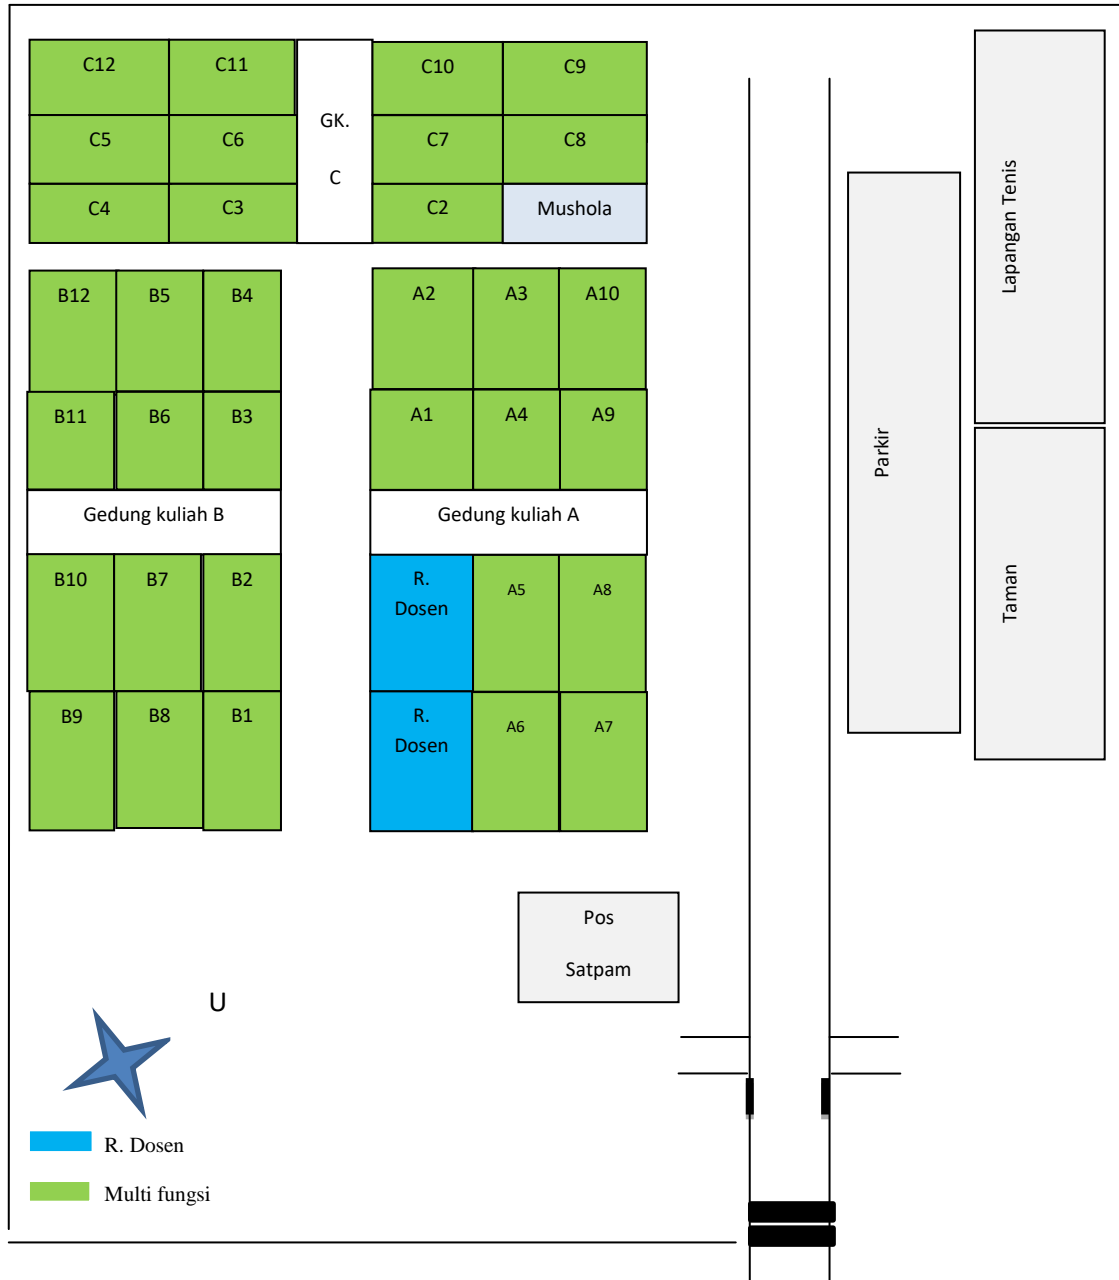 C12 C11 C10 C9
GK.
C
C5 C6 C7 C8
C4 C3 C2 Mushola
B12 B5 B4 A2 A3 A10
B11 B6 B3 A1 A4 A9
Gedung kuliah B Gedung kuliah A
B10 B7 B2 R.
Dosen A5 A8
B9 B8 B1 R.
Dosen A6 A7
Lapangan Tenis
Parkir
Taman
Pos
Satpam
U
R. Dosen
Multi fungsi